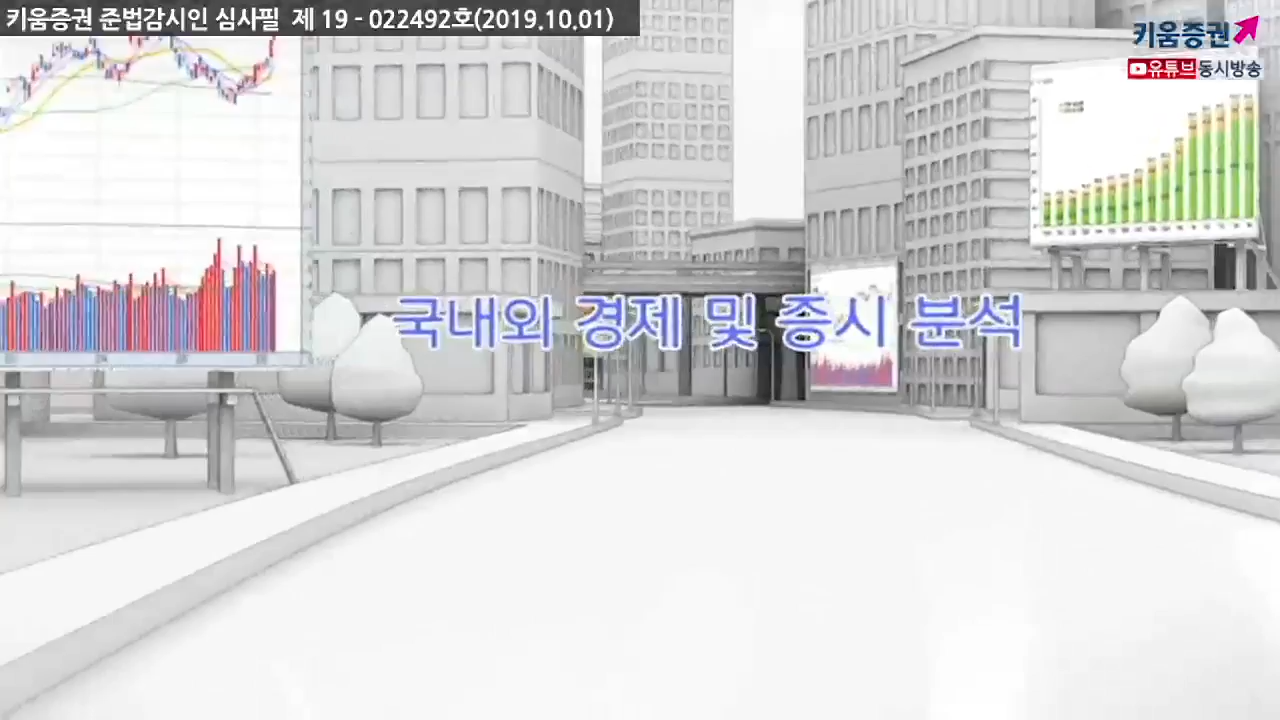 키움증권 준법감시인 심사필 제 19 - 022492호(2019.10.01)
키움증권
유튜브 동시방송
국내외 경제 및 증시 분석